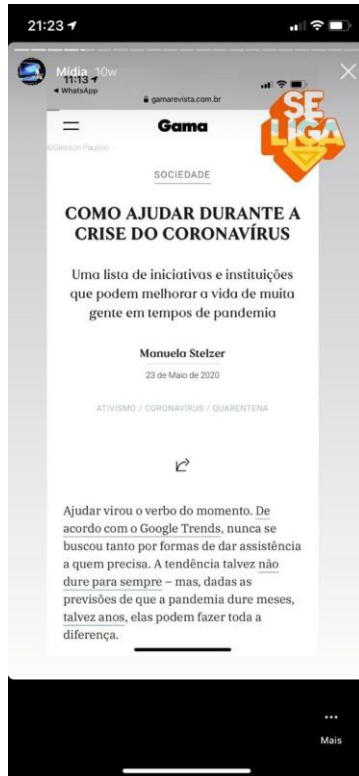 21:23
Mídia 10w
11:13
WhatsApp
gamarevista.com.br
SE
LIGA
Gama
©Gleeson Paulino
SOCIEDADE
COMO AJUDAR DURANTE A
CRISE DO CORONAVÍRUS
Uma lista de iniciativas e instituições
que podem melhorar a vida de muita
gente em tempos de pandemia
Manuela Stelzer
23 de Maio de 2020
ATIVISMO / CORONAVÍRUS / QUARENTENA
Ajudar virou o verbo do momento. De
acordo com o Google Trends, nunca se
buscou tanto por formas de dar assistência
a quem precisa. A tendência talvez não
dure para sempre – mas, dadas as
previsões de que a pandemia dure meses,
talvez anos, elas podem fazer toda a
diferença.
Mais